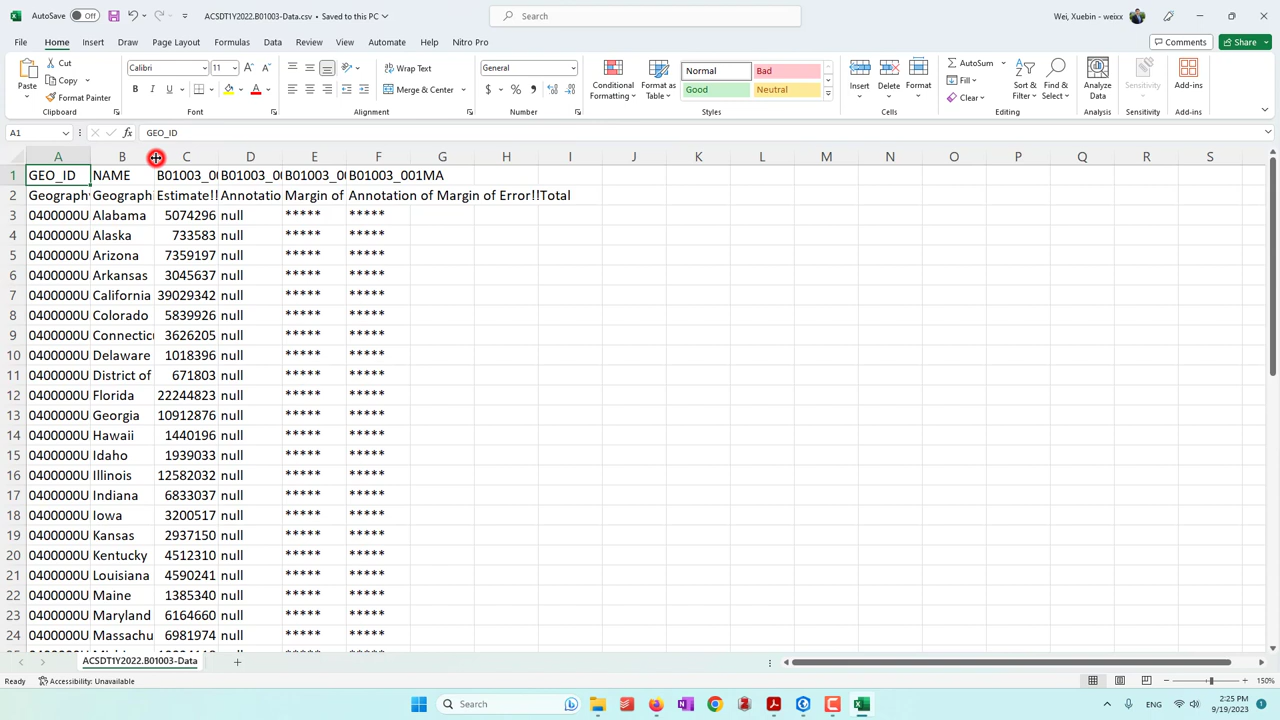 AutoSave Off ACSDT1Y2022.B01003-Data.csv • Saved to this PC Search Wei, Xuebin - weixx
File Home Insert Draw Page Layout Formulas Data Review View Automate Help Nitro Pro Comments Share
Paste Cut Copy Format Painter Clipboard
Calibri 11 B I U A Font
Wrap Text Merge & Center Alignment
General $ % Number
Conditional Formatting Format as Table Normal Bad Good Neutral Styles
Insert Delete Format Cells
AutoSum Fill Clear Sort & Filter Find & Select Editing
Analyze Data Analysis
Add-ins Add-ins
A1 fx GEO_ID
A B C D E F G H I J K L M N O P Q R S
1 GEO_ID NAME B01003_00 B01003_00 B01003_00 B01003_001MA
2 Geography Geograph Estimate!! Annotatio Margin of Annotation of Margin of Error!!Total
3 0400000U Alabama 5074296 null ***** *****
4 0400000U Alaska 733583 null ***** *****
5 0400000U Arizona 7359197 null ***** *****
6 0400000U Arkansas 3045637 null ***** *****
7 0400000U California 39029342 null ***** *****
8 0400000U Colorado 5839926 null ***** *****
9 0400000U Connectic 3626205 null ***** *****
10 0400000U Delaware 1018396 null ***** *****
11 0400000U District of 671803 null ***** *****
12 0400000U Florida 22244823 null ***** *****
13 0400000U Georgia 10912876 null ***** *****
14 0400000U Hawaii 1440196 null ***** *****
15 0400000U Idaho 1939033 null ***** *****
16 0400000U Illinois 12582032 null ***** *****
17 0400000U Indiana 6833037 null ***** *****
18 0400000U Iowa 3200517 null ***** *****
19 0400000U Kansas 2937150 null ***** *****
20 0400000U Kentucky 4512310 null ***** *****
21 0400000U Louisiana 4590241 null ***** *****
22 0400000U Maine 1385340 null ***** *****
23 0400000U Maryland 6164660 null ***** *****
24 0400000U Massachu 6981974 null ***** *****
ACSDT1Y2022.B01003-Data
Ready Accessibility: Unavailable 150%
Search ENG 2:25 PM
9/19/2023